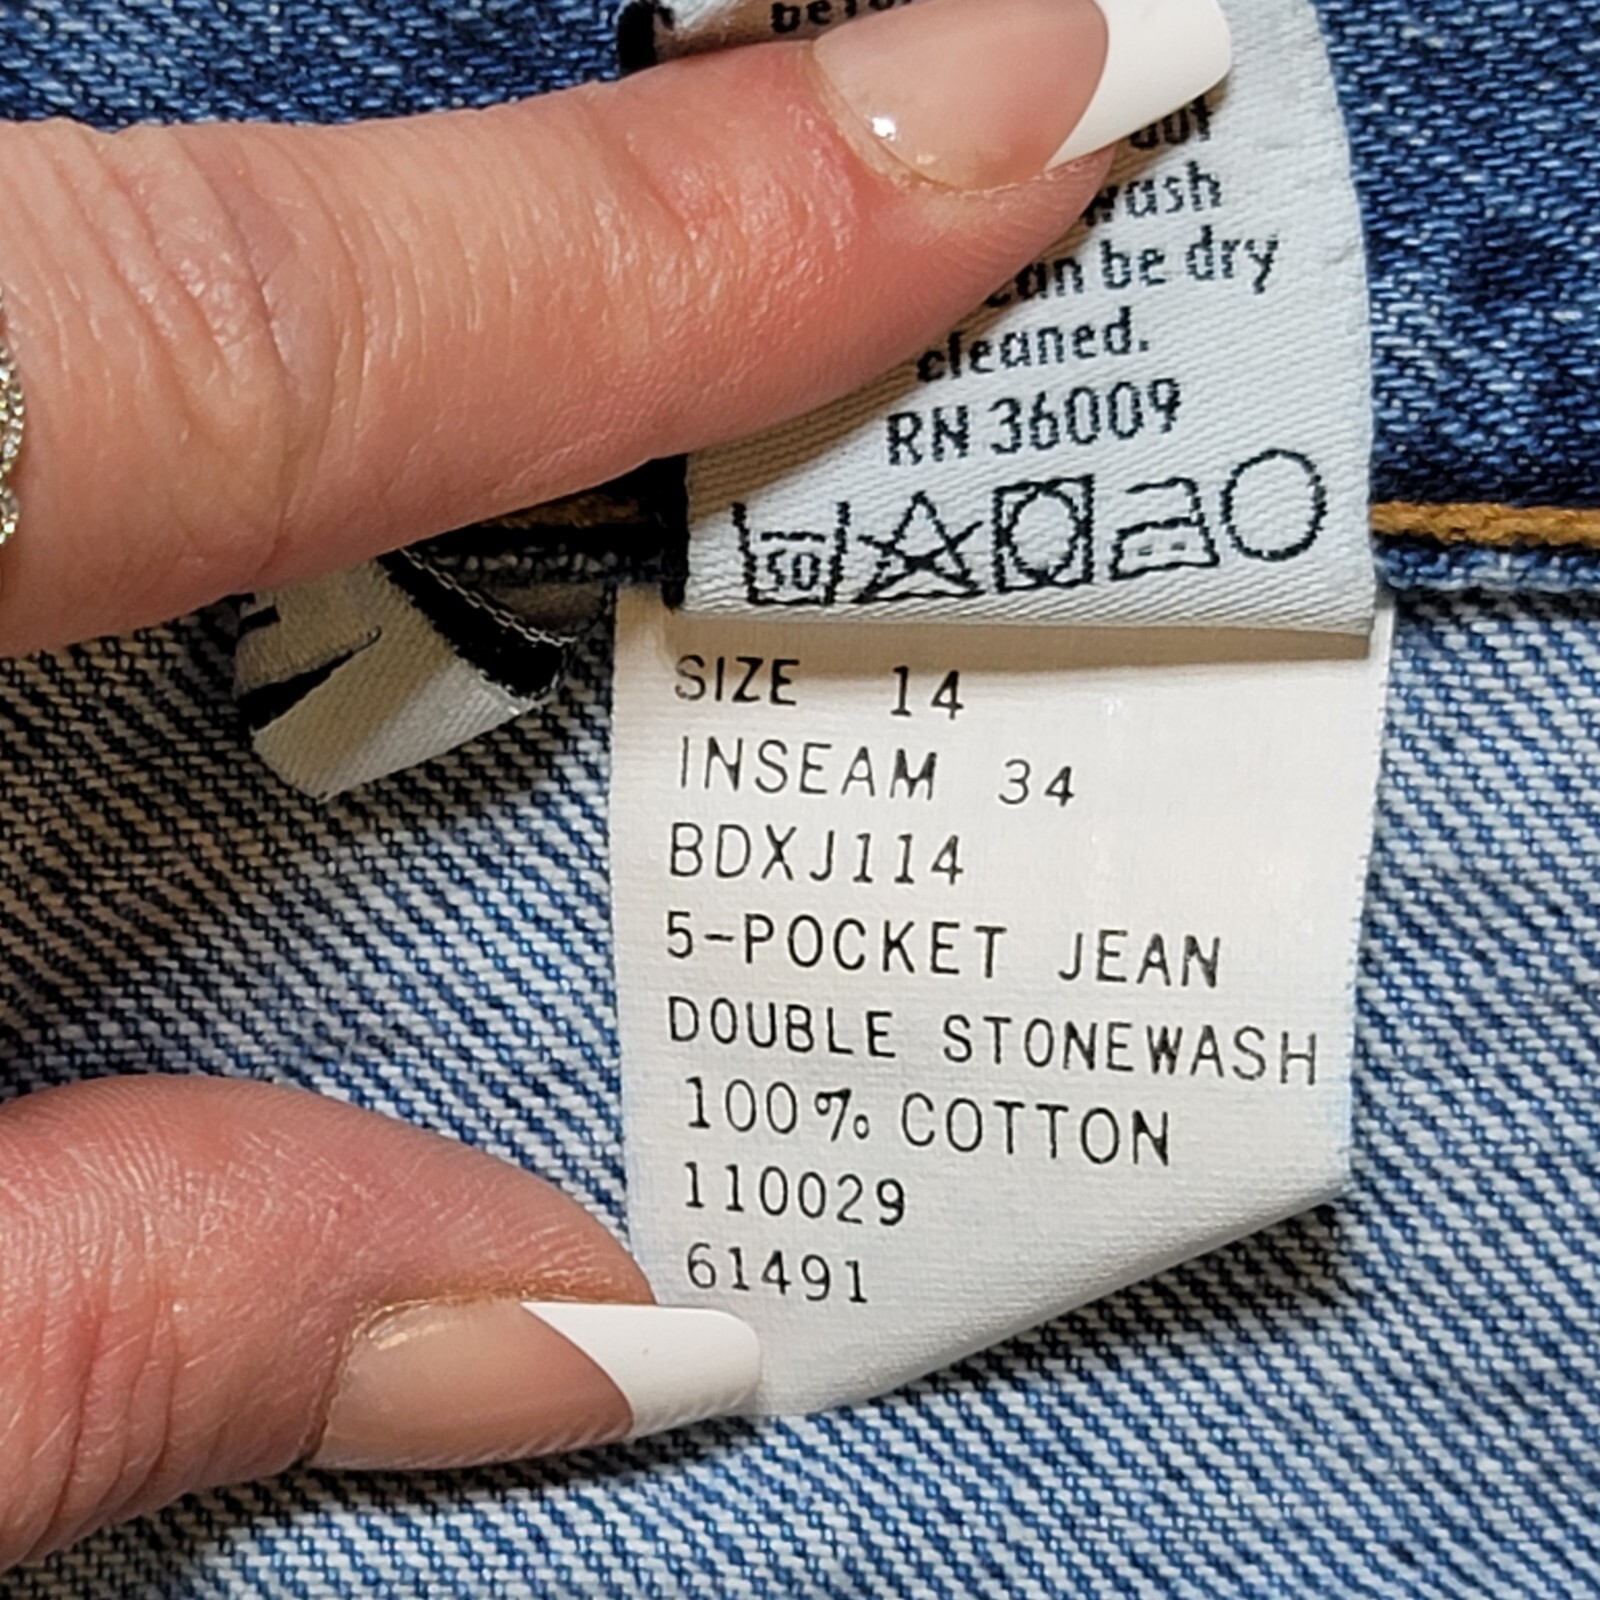 wash
can be dry
cleaned.
RN 36009
50
SIZE 14
INSEAM 34
BDXJ114
5-POCKET JEAN
DOUBLE STONEWASH
100% COTTON
110029
61491